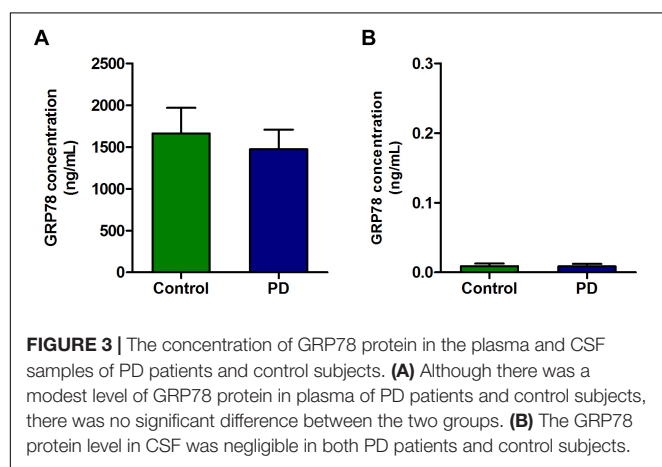 A
2500
2000
1500
1000
500
0
GRP78 concentration
(ng/mL)
Control
PD
B
0.3
0.2
0.1
0.0
GRP78 concentration
(ng/mL)
Control
PD
FIGURE 3 | The concentration of GRP78 protein in the plasma and CSF
samples of PD patients and control subjects. (A) Although there was a
modest level of GRP78 protein in plasma of PD patients and control subjects,
there was no significant difference between the two groups. (B) The GRP78
protein level in CSF was negligible in both PD patients and control subjects.